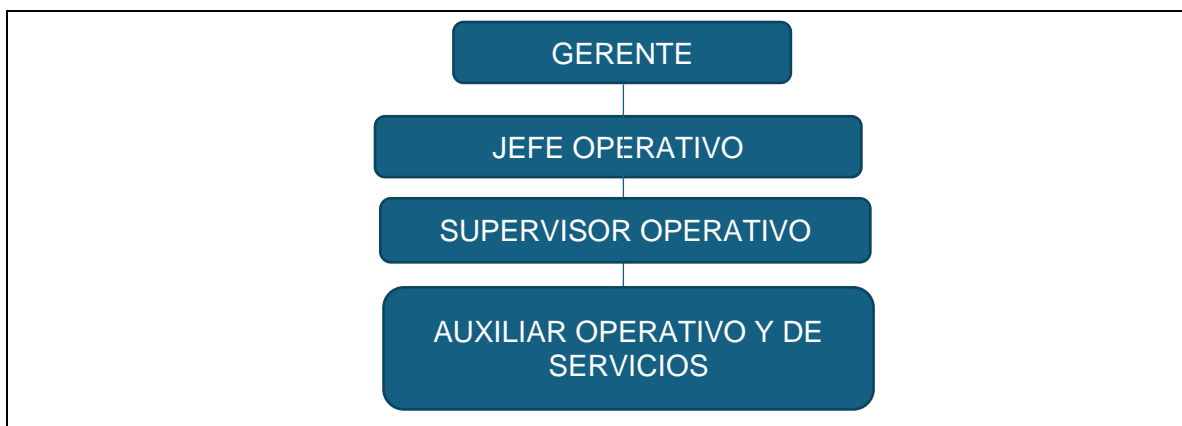 GERENTE
JEFE OPERATIVO
SUPERVISOR OPERATIVO
AUXILIAR OPERATIVO Y DE
SERVICIOS